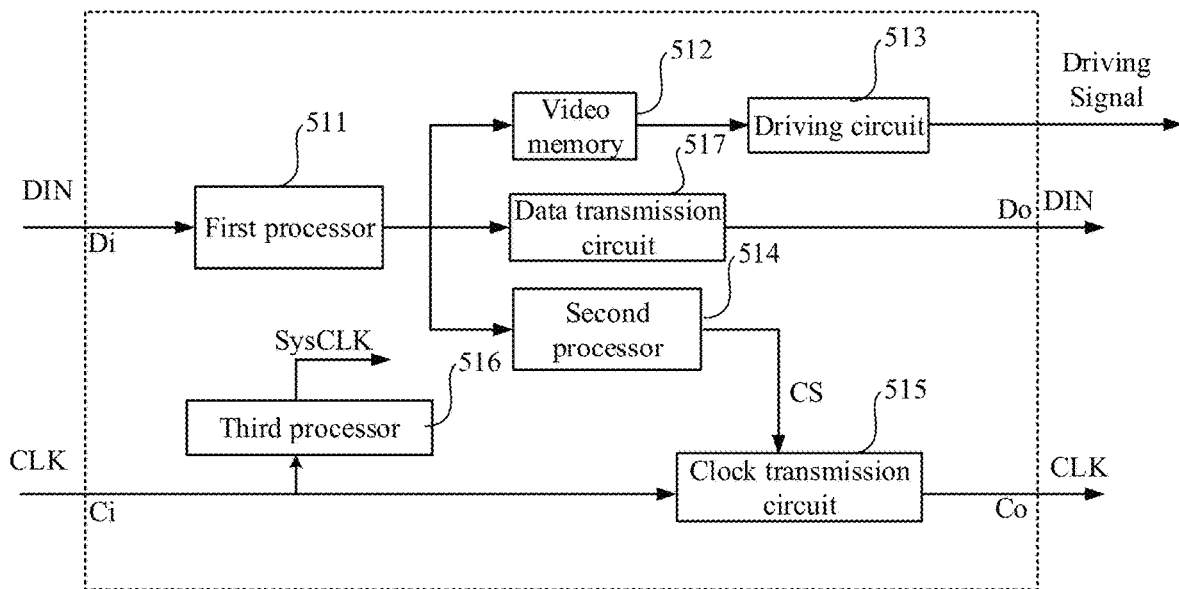 513
512
Driving
Signal
Video
memory
Driving circuit
511
517
DIN
First processor
Data transmission
circuit
Di
Do
DIN
514
Second
processor
SysCLK
516
CS
515
Third processor
CLK
Clock transmission
circuit
CLK
Ci
Co